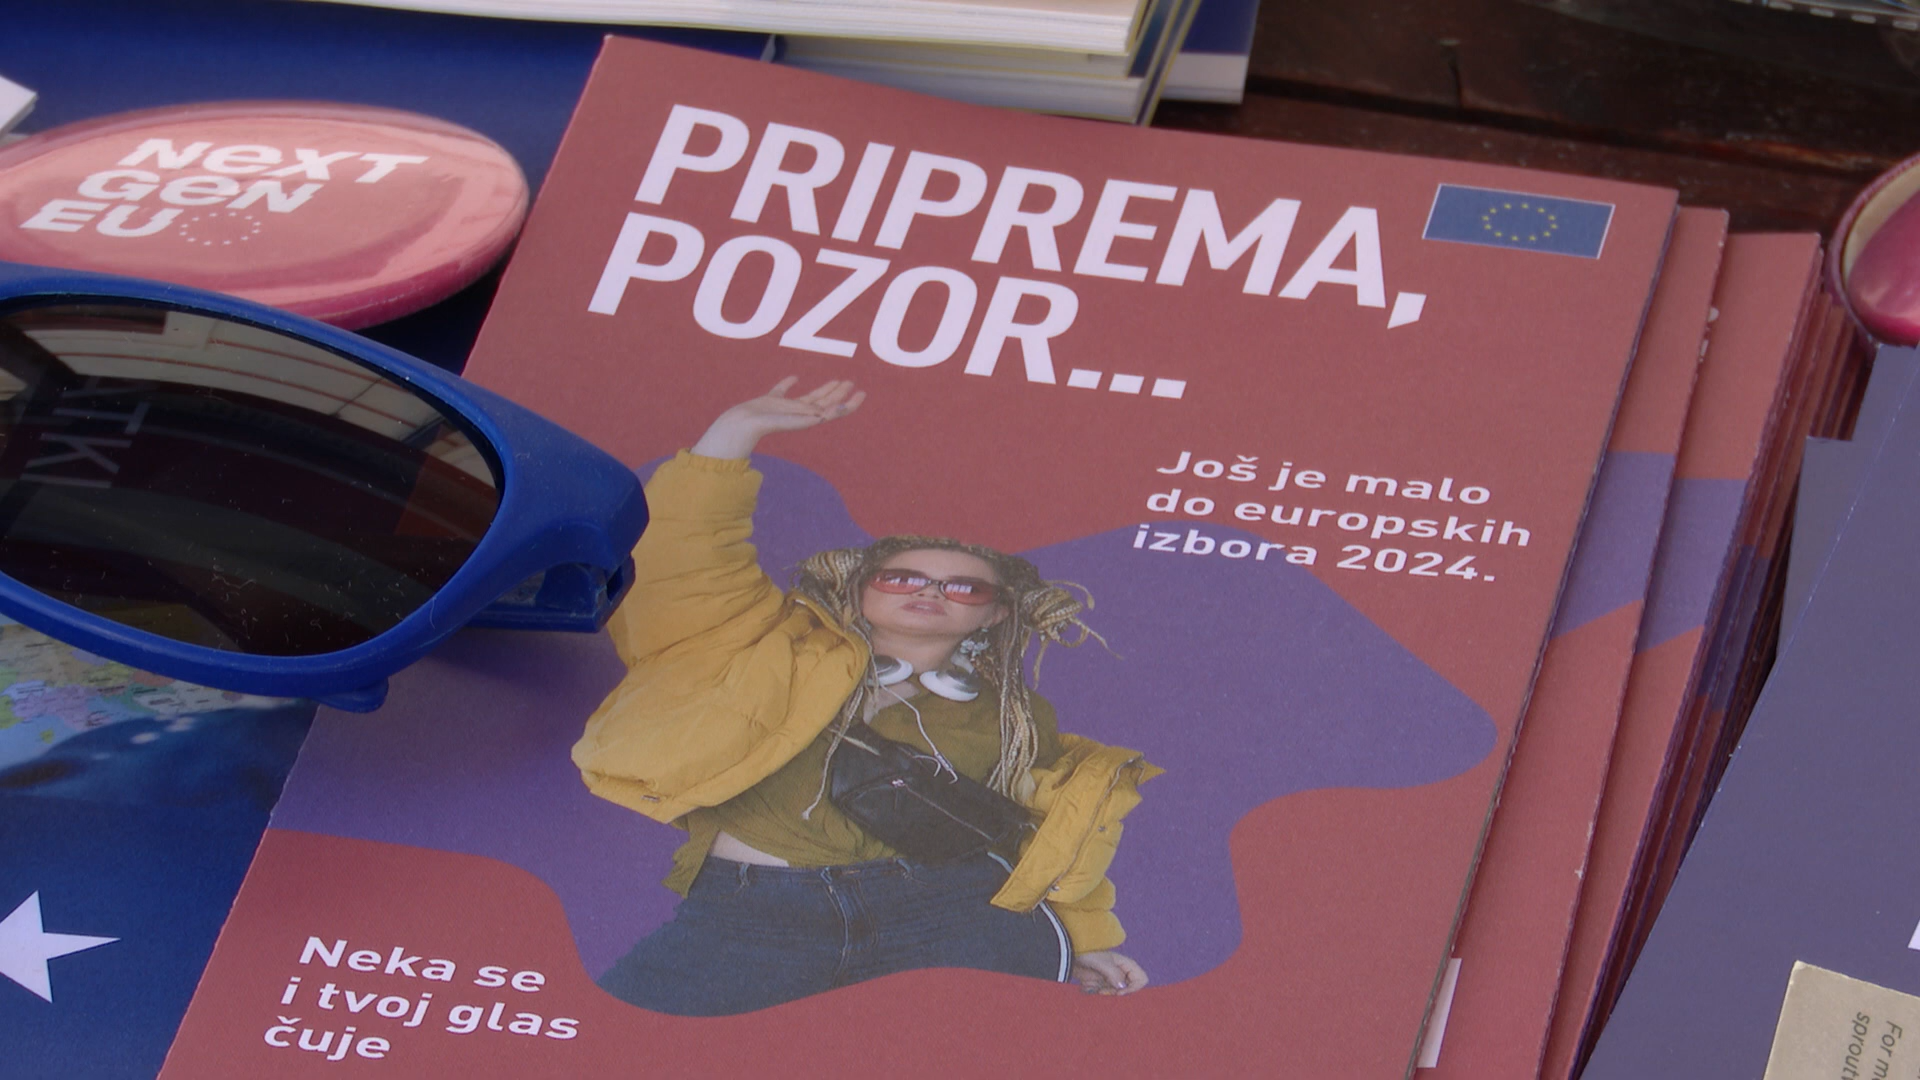 NEXT
GEN
EU
PRIPREMA,
POZOR...
Još je malo
do europskih
izbora 2024.
Neka se
i tvoj glas
čuje